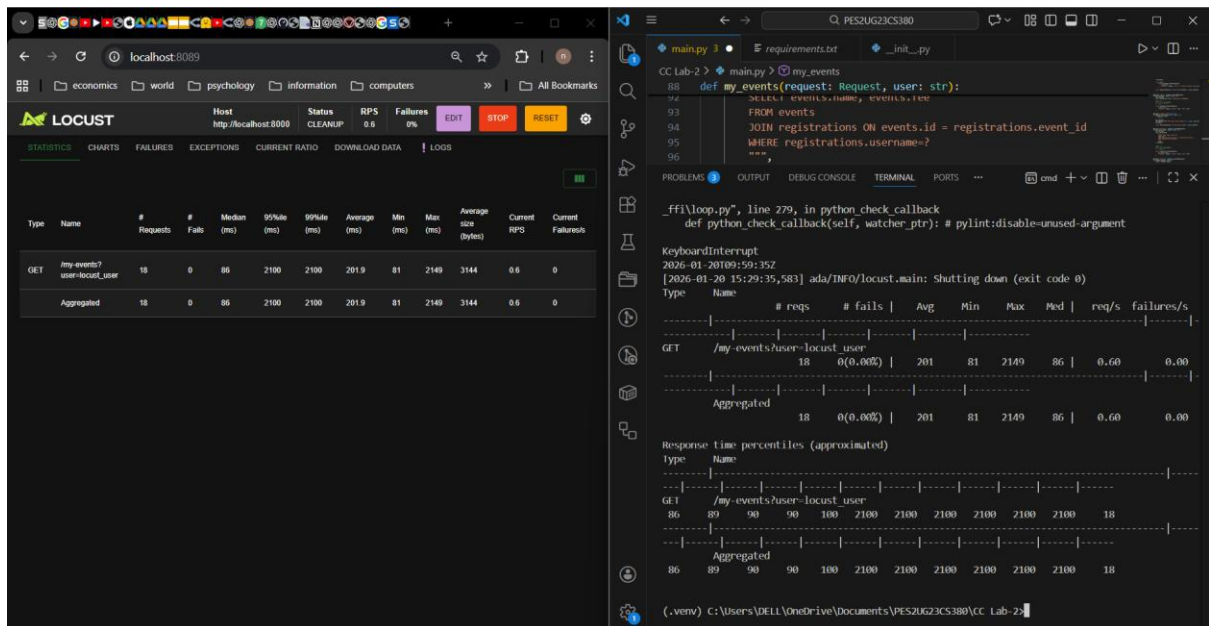 localhost:8089
economics world psychology information computers » All Bookmarks
LOCUST
Host Status RPS Failures
http://localhost:8000 CLEANUP 0.6 0%
EDIT STOP RESET
STATISTICS CHARTS FAILURES EXCEPTIONS CURRENT RATIO DOWNLOAD DATA ! LOGS
Type Name # Requests # Fails Median (ms) 95%ile (ms) 99%ile (ms) Average (ms) Min (ms) Max (ms) Average size (bytes) Current RPS Current Failures/s
GET /my-events?user=locust_user 18 0 86 2100 2100 201.9 81 2149 3144 0.6 0
Aggregated 18 0 86 2100 2100 201.9 81 2149 3144 0.6 0
PES2UG23CS380
main.py 3 requirements.txt __init__.py
CC Lab-2 > main.py > my_events
88 def my_events(request: Request, user: str):
92 SELECT events.name, events.fee
93 FROM events
94 JOIN registrations ON events.id = registrations.event_id
95 WHERE registrations.username=?
96 """,
PROBLEMS 3 OUTPUT DEBUG CONSOLE TERMINAL PORTS ... cmd
_ffi\loop.py", line 279, in python_check_callback
def python_check_callback(self, watcher_ptr): # pylint:disable=unused-argument
KeyboardInterrupt
2026-01-20T09:59:35Z
[2026-01-20 15:29:35,583] ada/INFO/locust.main: Shutting down (exit code 0)
Type Name
# reqs # fails | Avg Min Max Med | req/s failures/s
--------|----------------------------------------------------------------------|-------|-
------------|-------|-------|-------|-------|--------|-----------
GET /my-events?user=locust_user
18 0(0.00%) | 201 81 2149 86 | 0.60 0.00
--------|----------------------------------------------------------------------|-------|-
------------|-------|-------|-------|-------|--------|-----------
Aggregated
18 0(0.00%) | 201 81 2149 86 | 0.60 0.00
Response time percentiles (approximated)
Type Name
--------|--------------------------------------------------------------------------------|-----
---|------|------|------|------|------|------|------|------|------|------
GET /my-events?user=locust_user
86 89 90 90 100 2100 2100 2100 2100 2100 2100 18
--------|--------------------------------------------------------------------------------|-----
---|------|------|------|------|------|------|------|------|------|------
Aggregated
86 89 90 90 100 2100 2100 2100 2100 2100 2100 18
(.venv) C:\Users\DELL\OneDrive\Documents\PES2UG23CS380\CC Lab-2>